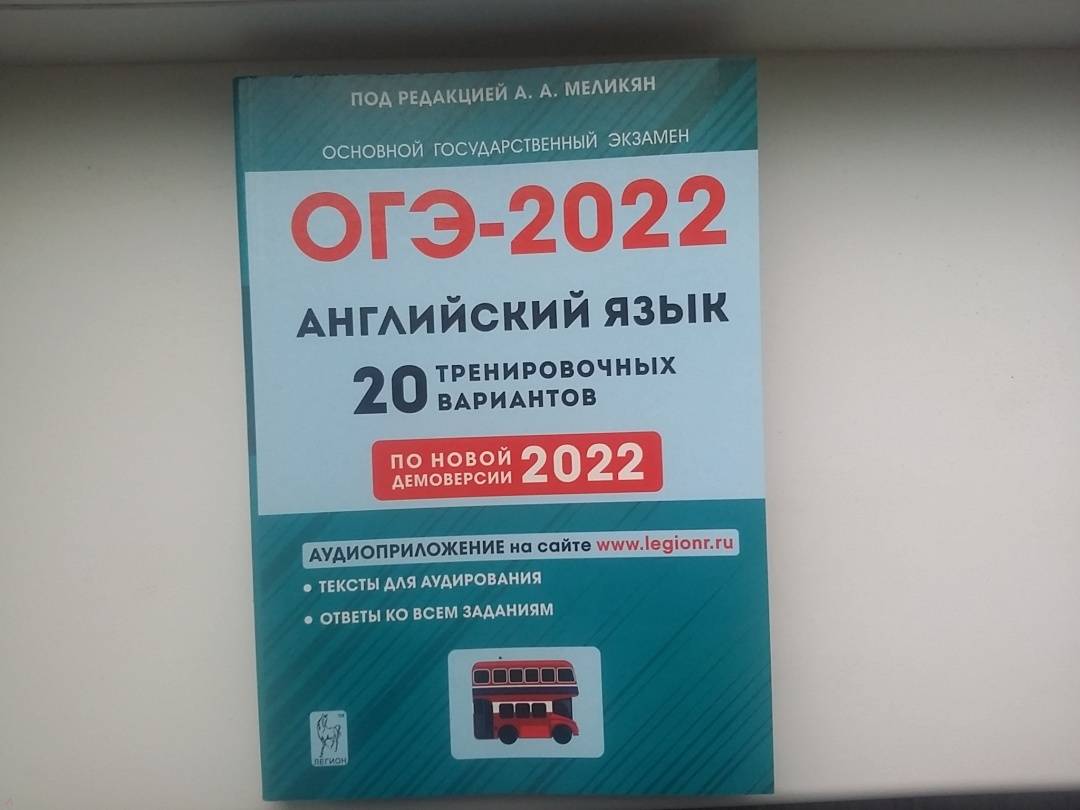 ПОД РЕДАКЦИЕЙ А. А. МЕЛИКЯН
ОСНОВНОЙ ГОСУДАРСТВЕННЫЙ ЭКЗАМЕН
ОГЭ-2022
АНГЛИЙСКИЙ ЯЗЫК
20 ТРЕНИРОВОЧНЫХ
ВАРИАНТОВ
ПО НОВОЙ
ДЕМОВЕРСИИ 2022
АУДИОПРИЛОЖЕНИЕ на сайте www.legionr.ru
• ТЕКСТЫ ДЛЯ АУДИРОВАНИЯ
• ОТВЕТЫ КО ВСЕМ ЗАДАНИЯМ
TM
ЛЕГИОН